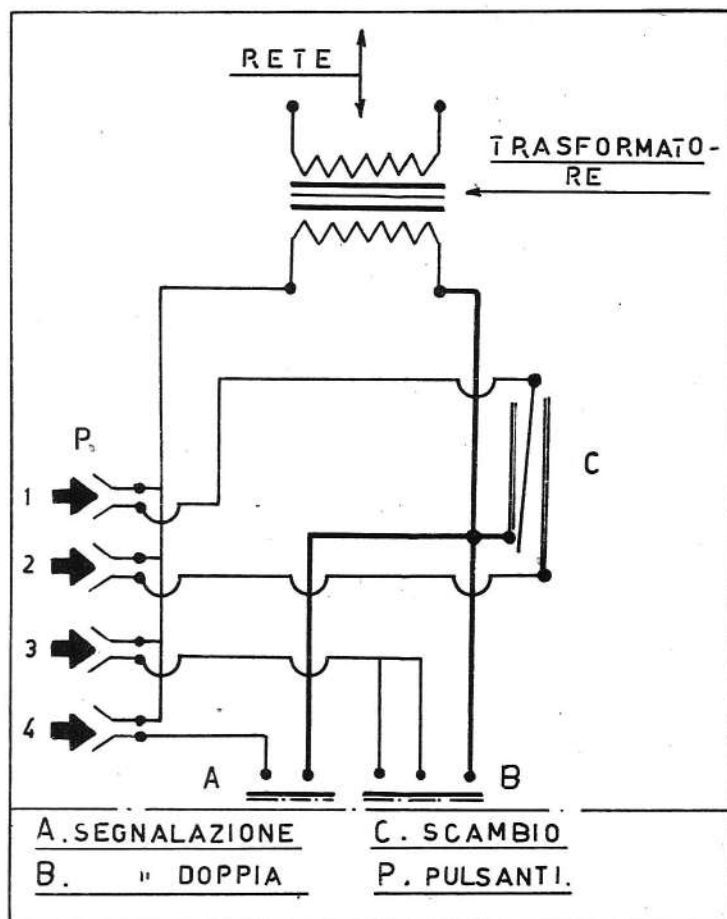 RETE
TRASFORMATO-
RE
P.
1
2
3
4
C
A
B
A. SEGNALAZIONE
B. " DOPPIA
C. SCAMBIO
P. PULSANTI.